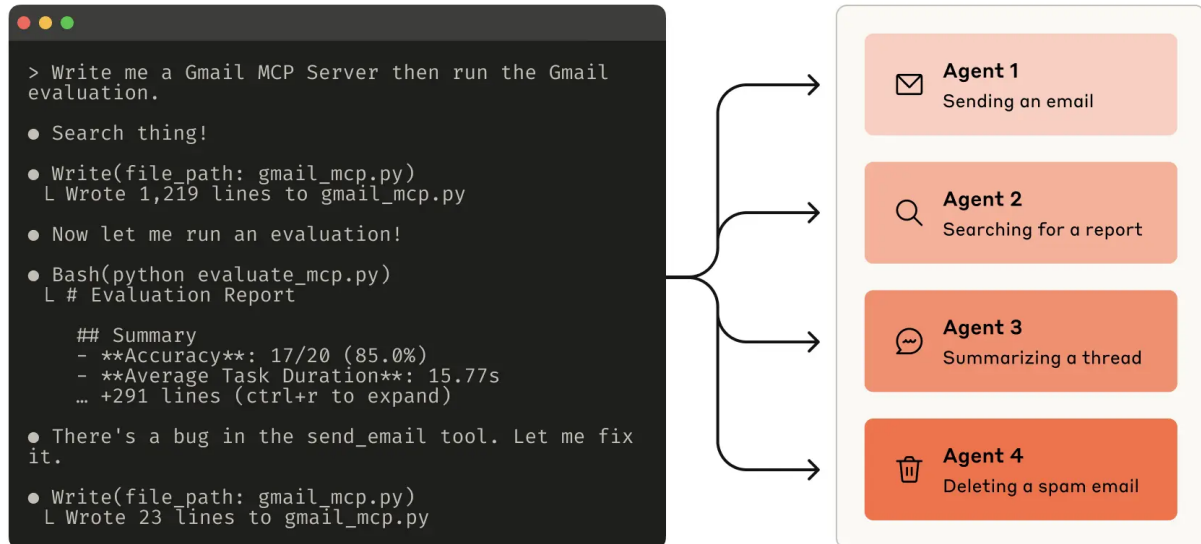 > Write me a Gmail MCP Server then run the Gmail
evaluation.
● Search thing!
● Write(file_path: gmail_mcp.py)
└ Wrote 1,219 lines to gmail_mcp.py
● Now let me run an evaluation!
● Bash(python evaluate_mcp.py)
└ # Evaluation Report
## Summary
- **Accuracy**: 17/20 (85.0%)
- **Average Task Duration**: 15.77s
… +291 lines (ctrl+r to expand)
● There's a bug in the send_email tool. Let me fix
it.
● Write(file_path: gmail_mcp.py)
└ Wrote 23 lines to gmail_mcp.py
Agent 1
Sending an email
Agent 2
Searching for a report
Agent 3
Summarizing a thread
Agent 4
Deleting a spam email